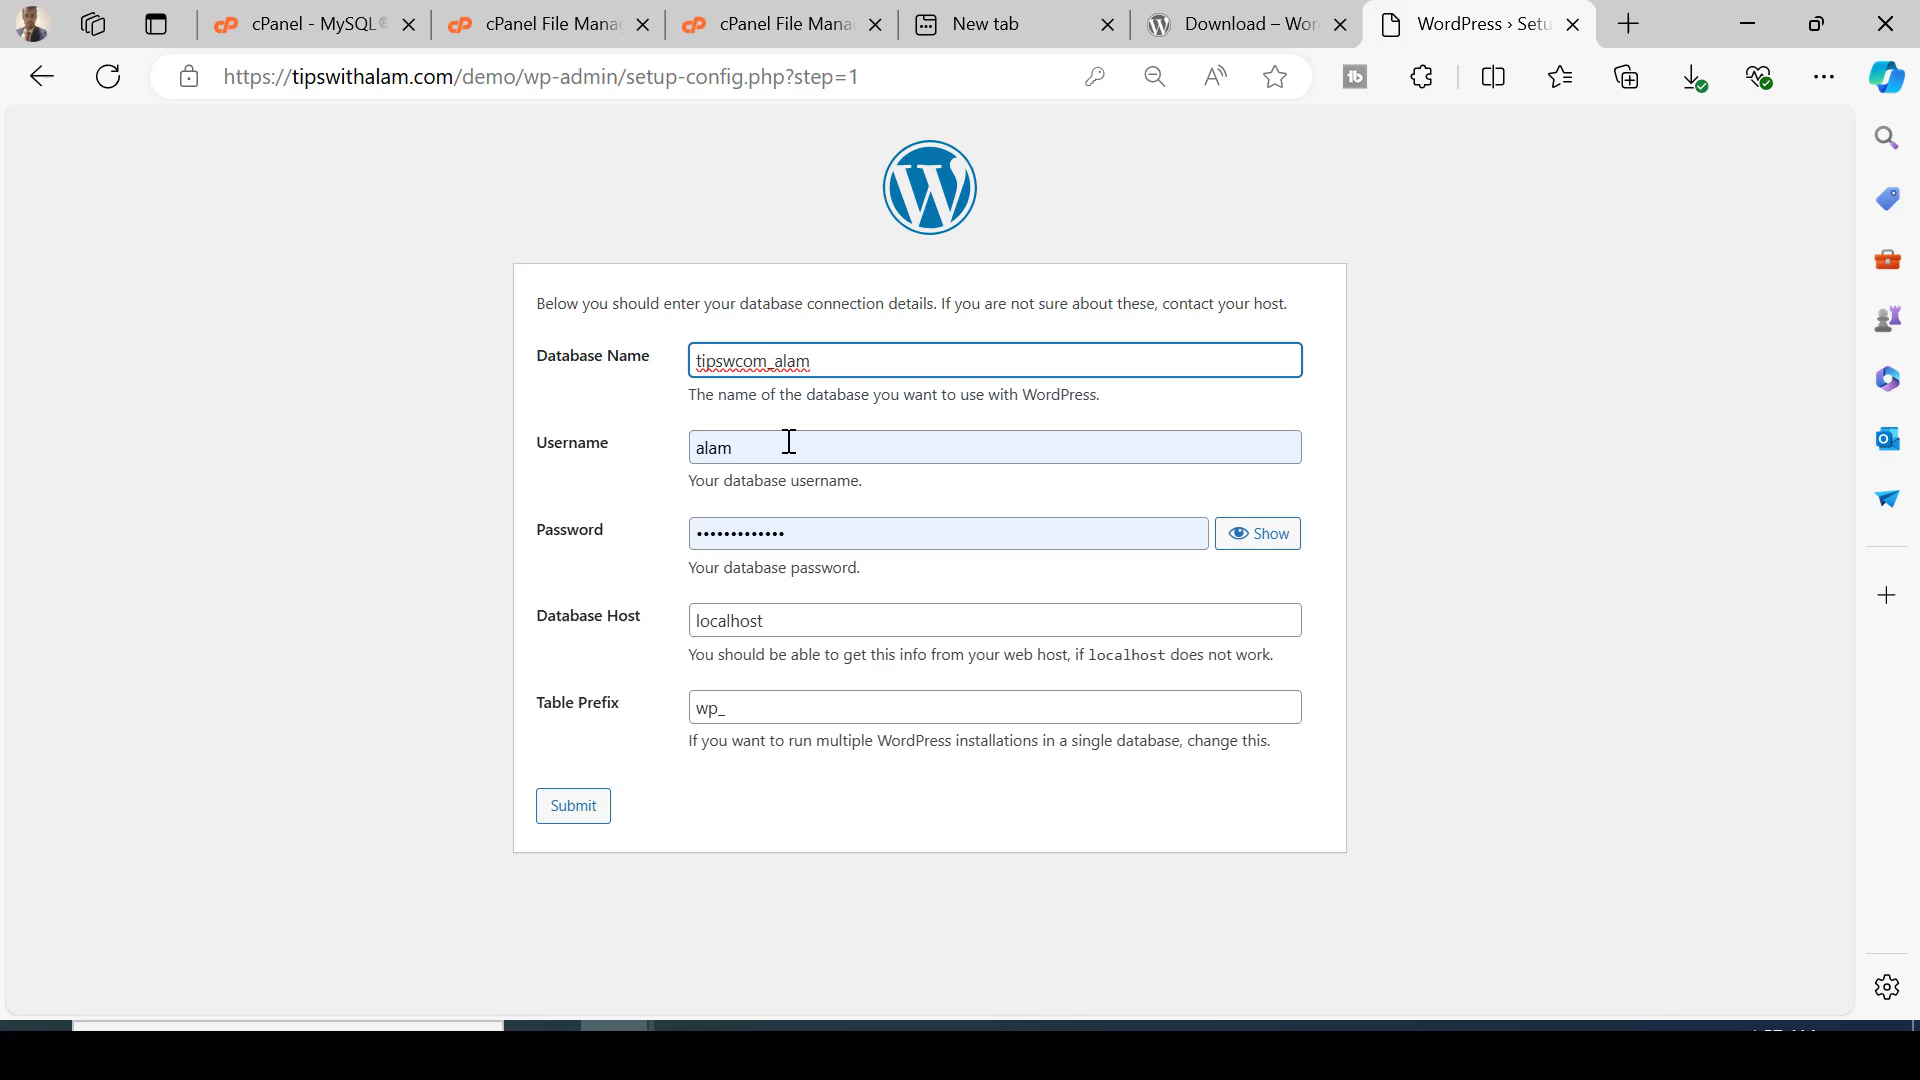 cPanel - MySQL®
cPanel File Mana
cPanel File Mana
New tab
Download – Wor
WordPress › Setu
https://tipswithalam.com/demo/wp-admin/setup-config.php?step=1
Below you should enter your database connection details. If you are not sure about these, contact your host.
Database Name
tipswcom_alam
The name of the database you want to use with WordPress.
Username
alam
Your database username.
Password
•••••••••••••
Show
Your database password.
Database Host
localhost
You should be able to get this info from your web host, if localhost does not work.
Table Prefix
wp_
If you want to run multiple WordPress installations in a single database, change this.
Submit